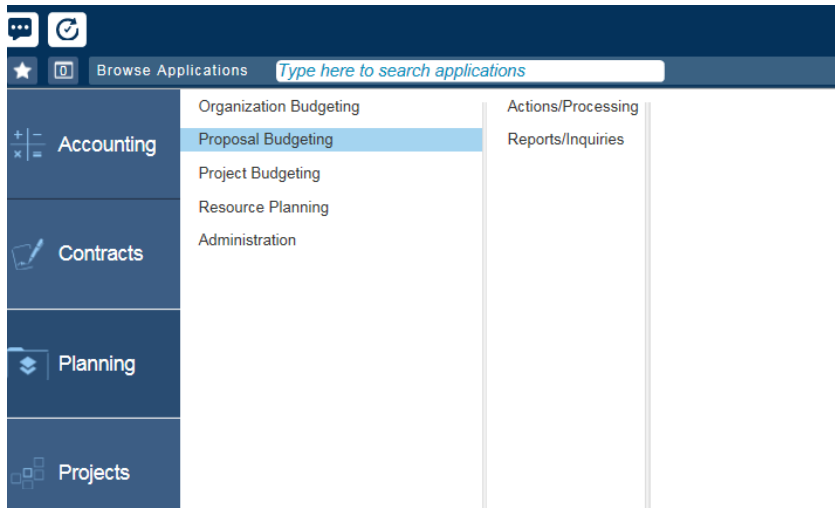 0
Browse Applications
Type here to search applications
Accounting
Contracts
Planning
Projects
Organization Budgeting
Proposal Budgeting
Project Budgeting
Resource Planning
Administration
Actions/Processing
Reports/Inquiries